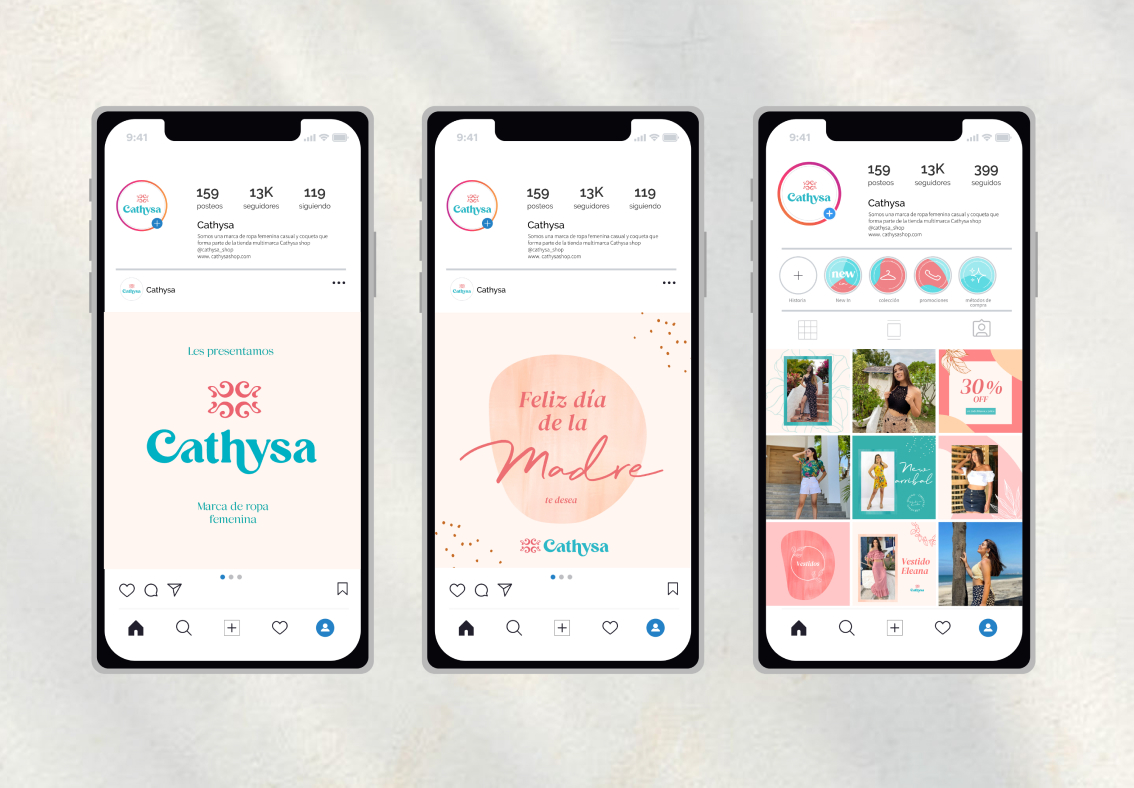 9:41
Cathysa
159
13K
119
posteos
seguidores
siguiendo
Cathysa
Somos una marca de ropa femenina casual y coqueta que
forma parte de la tienda multimarca Cathysa shop
@cathysa_shop
www. cathysashop.com
Cathysa
Cathysa
Les presentamos
Cathysa
Marca de ropa
femenina
9:41
Cathysa
159
13K
119
posteos
seguidores
siguiendo
Cathysa
Somos una marca de ropa femenina casual y coqueta que
forma parte de la tienda multimarca Cathysa shop
@cathysa_shop
www. cathysashop.com
Cathysa
Cathysa
Feliz día
de la
Madre
te desea
Cathysa
9:41
Cathysa
159
13K
399
posteos
seguidores
seguidos
Cathysa
Somos una marca de ropa femenina casual y coqueta que
forma parte de la tienda multimarca Cathysa shop
@cathysa_shop
www. cathysashop.com
new
Historia
New In
colección
promociones
métodos de
compra
30%
OFF
New
arribal
Vestidos
Vestido
Eleana
Cathysa